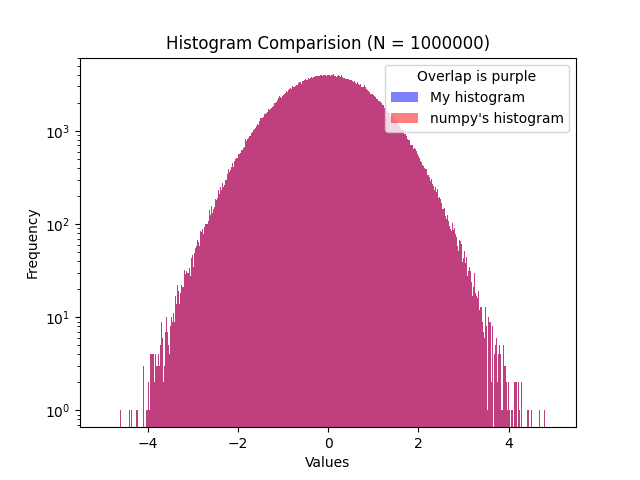 Histogram Comparision (N = 1000000)
Overlap is purple
My histogram
numpy's histogram
Frequency
10³
10²
10¹
10⁰
−4
−2
0
2
4
Values